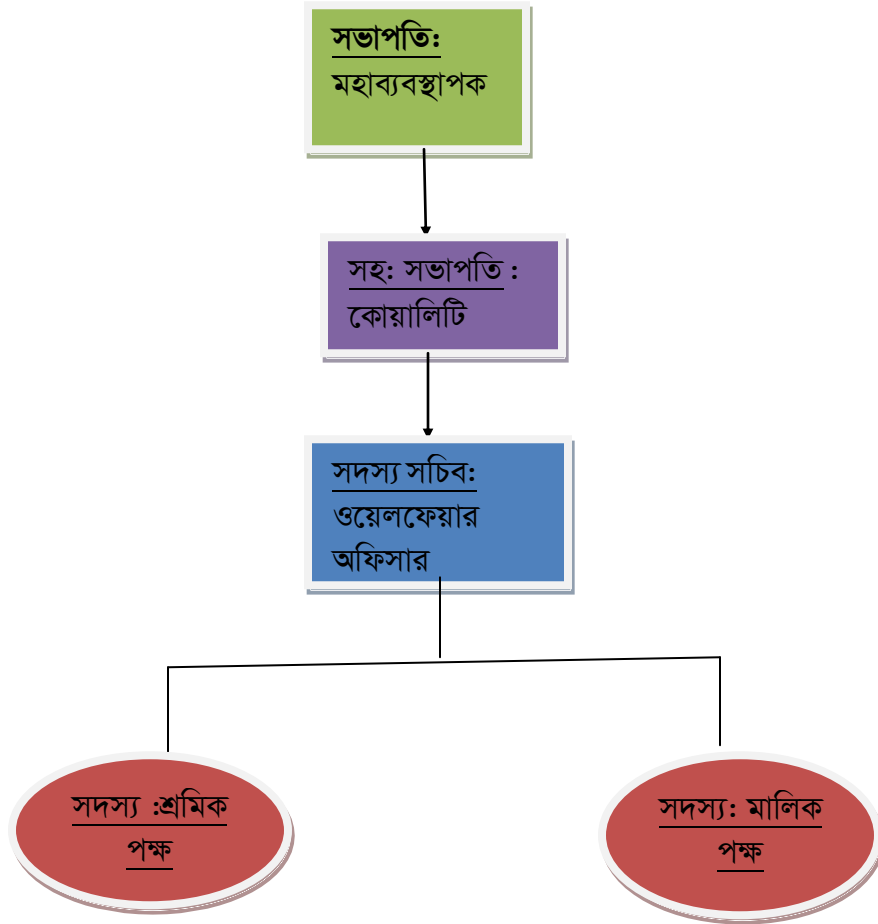 সভাপতি:
মহাব্যবস্থাপক
সহ: সভাপতি :
কোয়ালিটি
সদস্য সচিব:
ওয়েলফেয়ার
অফিসার
সদস্য :শ্রমিক
পক্ষ
সদস্য: মালিক
পক্ষ